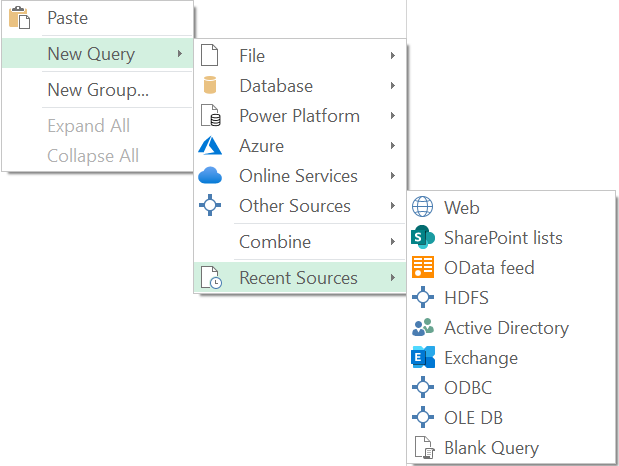 Paste
New Query
New Group...
Expand All
Collapse All
File
Database
Power Platform
Azure
Online Services
Other Sources
Combine
Recent Sources
Web
SharePoint lists
OData feed
HDFS
Active Directory
Exchange
ODBC
OLE DB
Blank Query